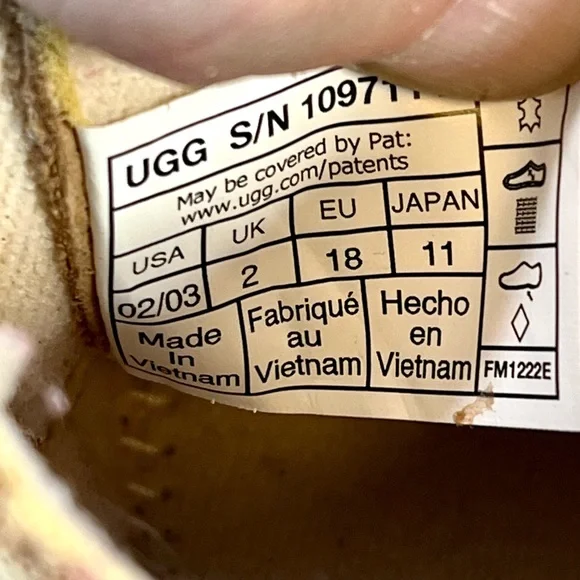 UGG S/N
May be covered by Pat:
www.ugg.com/patents
USA UK EU JAPAN
02/03 2 18 11
Made
In
Vietnam
Fabriqué
au
Vietnam
Hecho
en
Vietnam
FM1222E